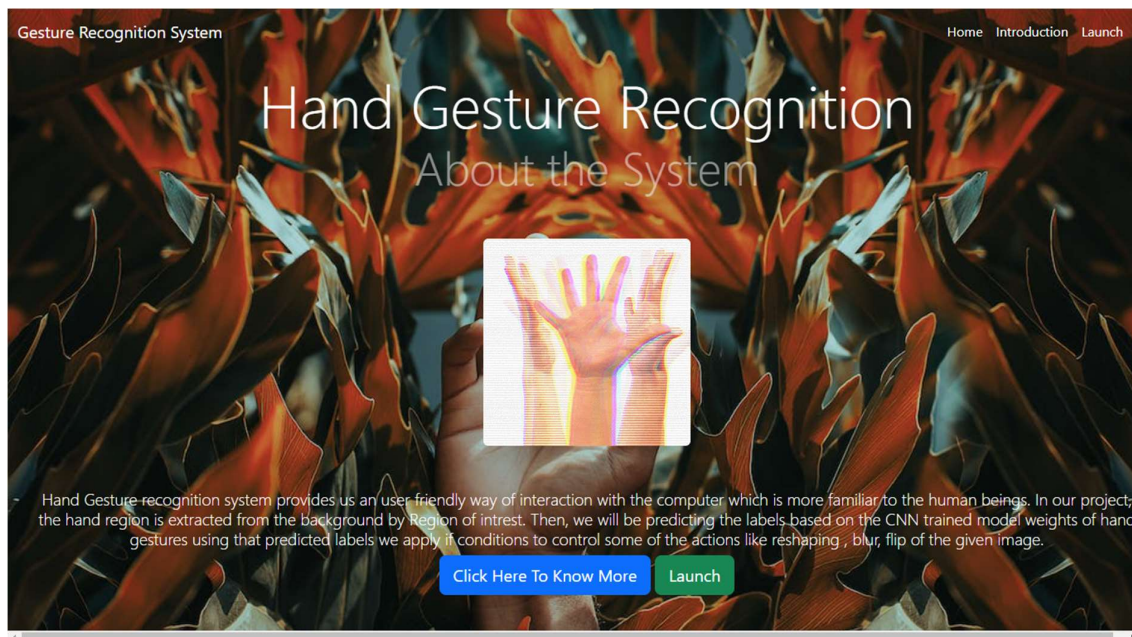 Gesture Recognition System
Home Introduction Launch
Hand Gesture Recognition
About the System
Hand Gesture recognition system provides us an user friendly way of interaction with the computer which is more familiar to the human beings. In our project,
the hand region is extracted from the background by Region of intrest. Then, we will be predicting the labels based on the CNN trained model weights of hand
gestures using that predicted labels we apply if conditions to control some of the actions like reshaping , blur, flip of the given image.
Click Here To Know More
Launch